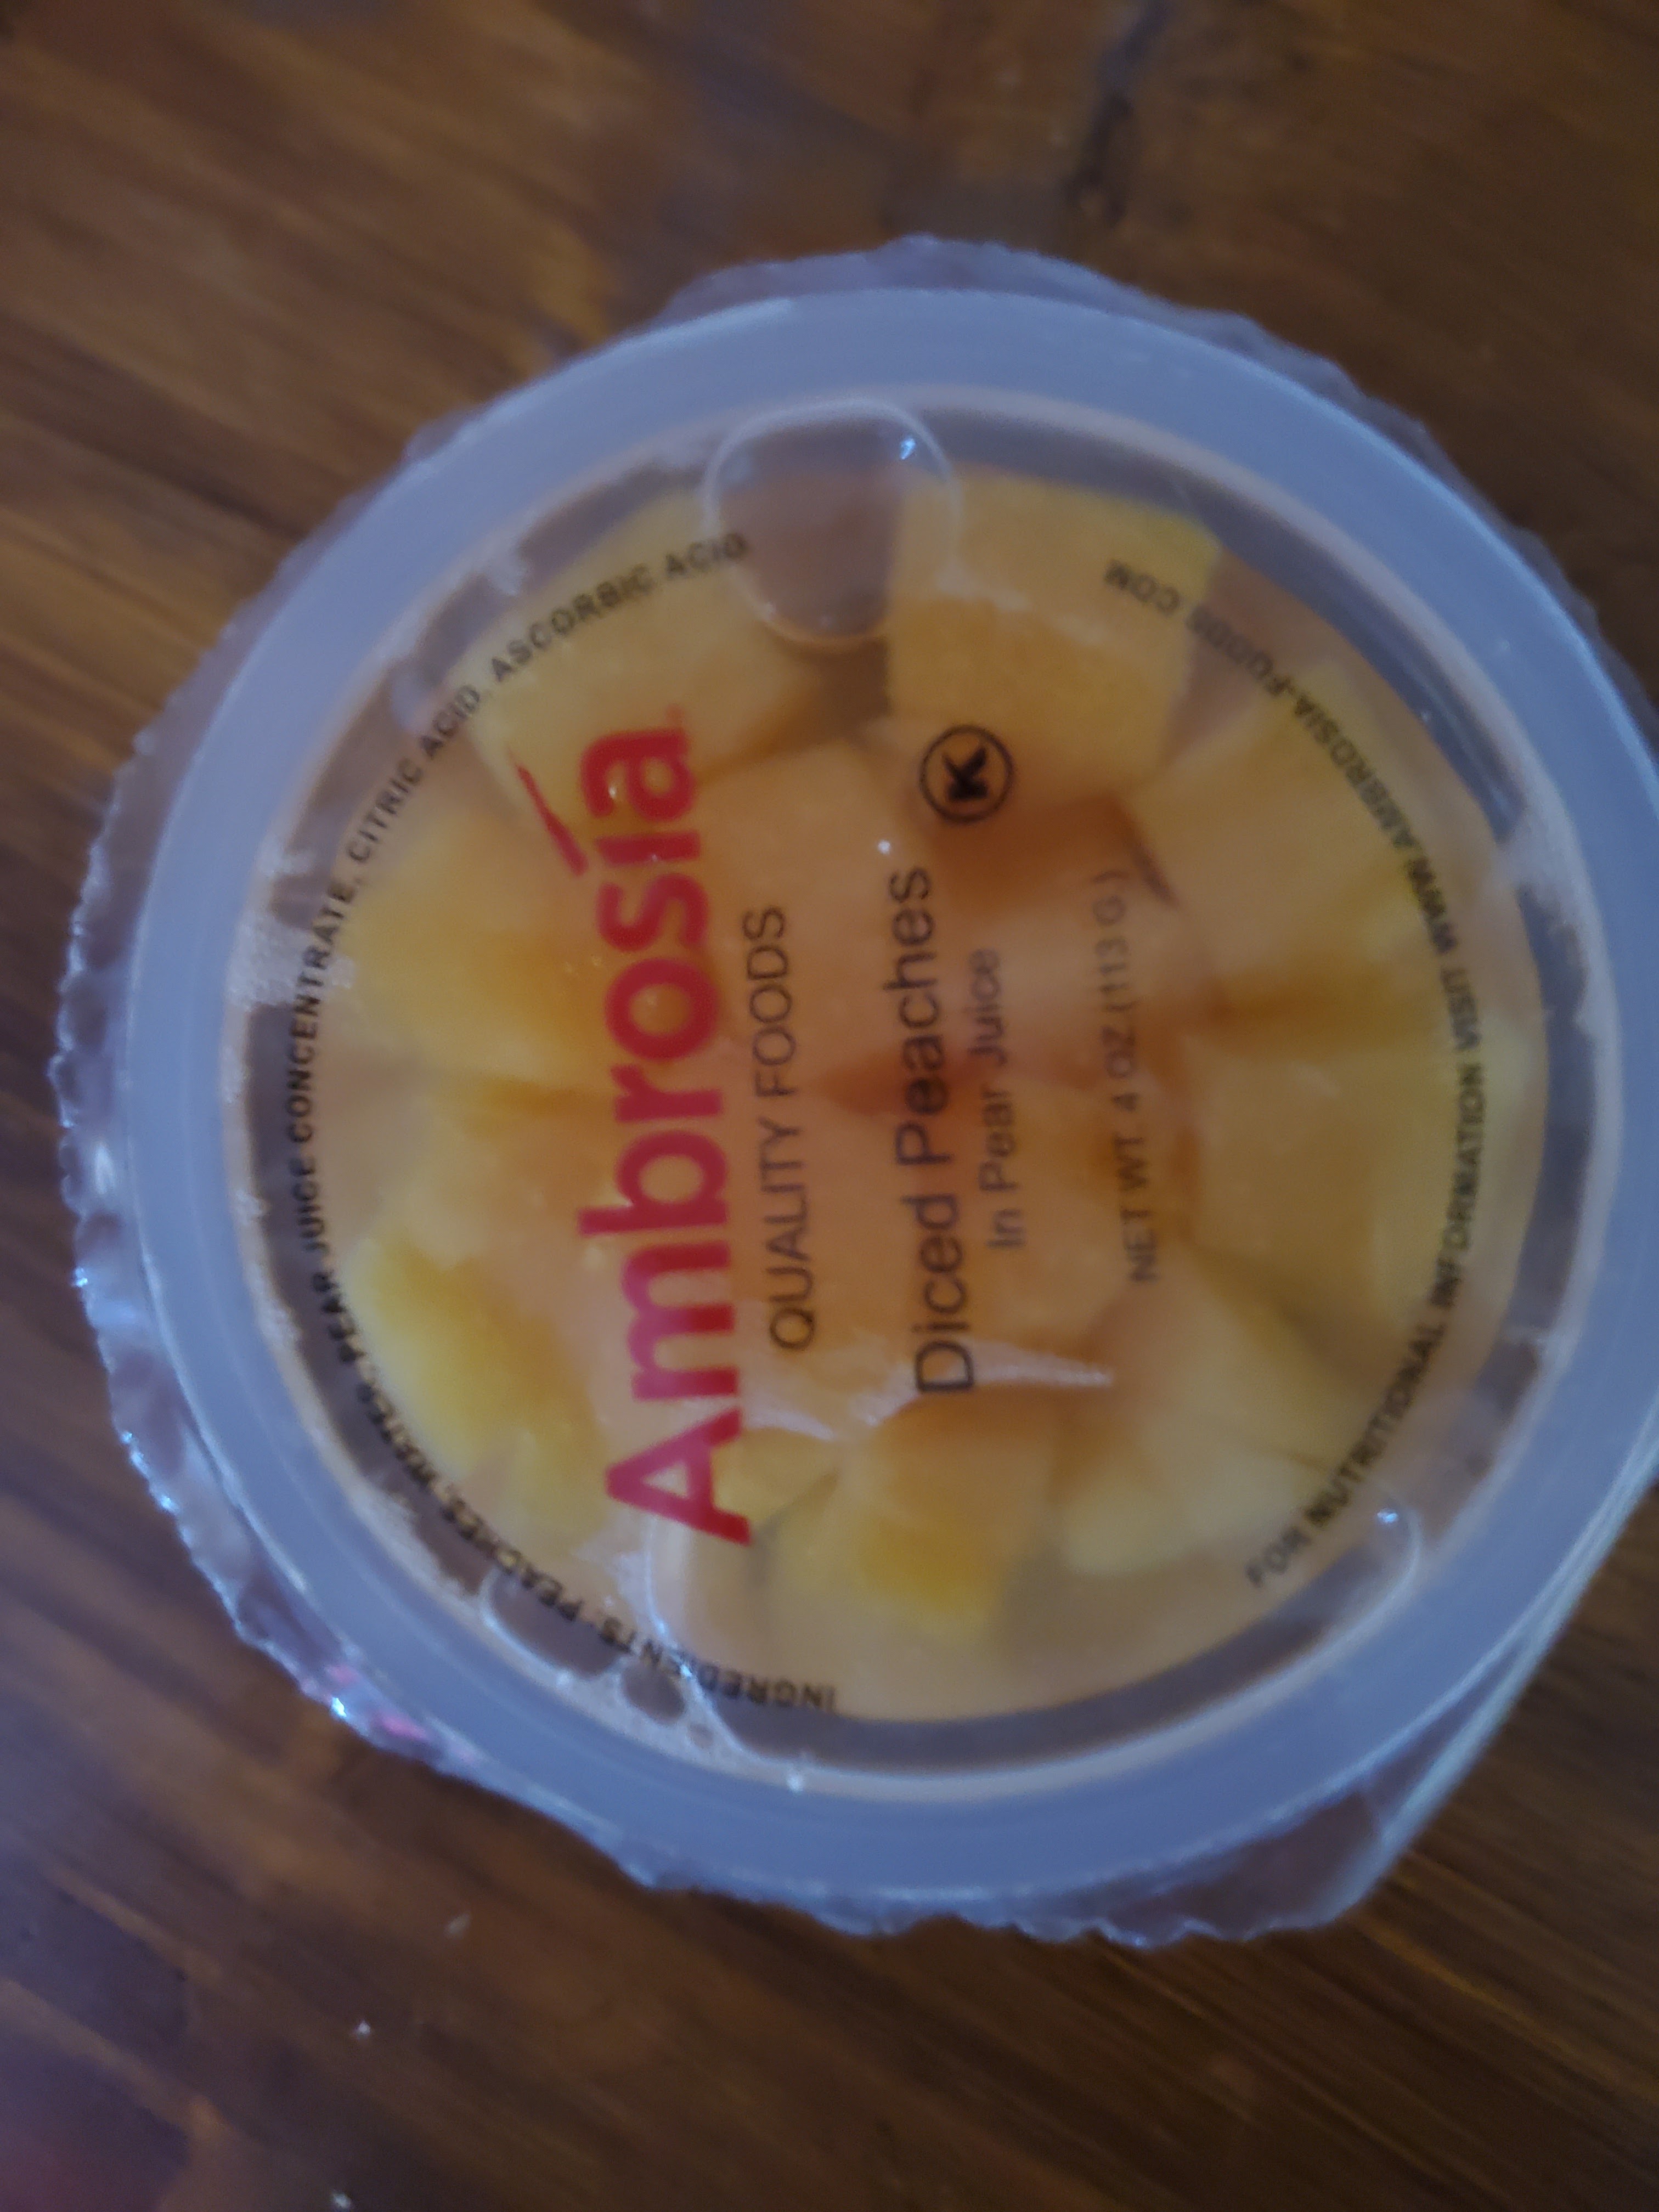 INGREDIENTS: PEACHES, WATER, PEAR JUICE CONCENTRATE, CITRIC ACID, ASCORBIC ACID
Ambrosía
QUALITY FOODS
K
Diced Peaches
In Pear Juice
NET WT. 4 OZ.(113 G)
FOR NUTRITIONAL INFORMATION VISIT WWW.AMBROSIA-FOODS.COM